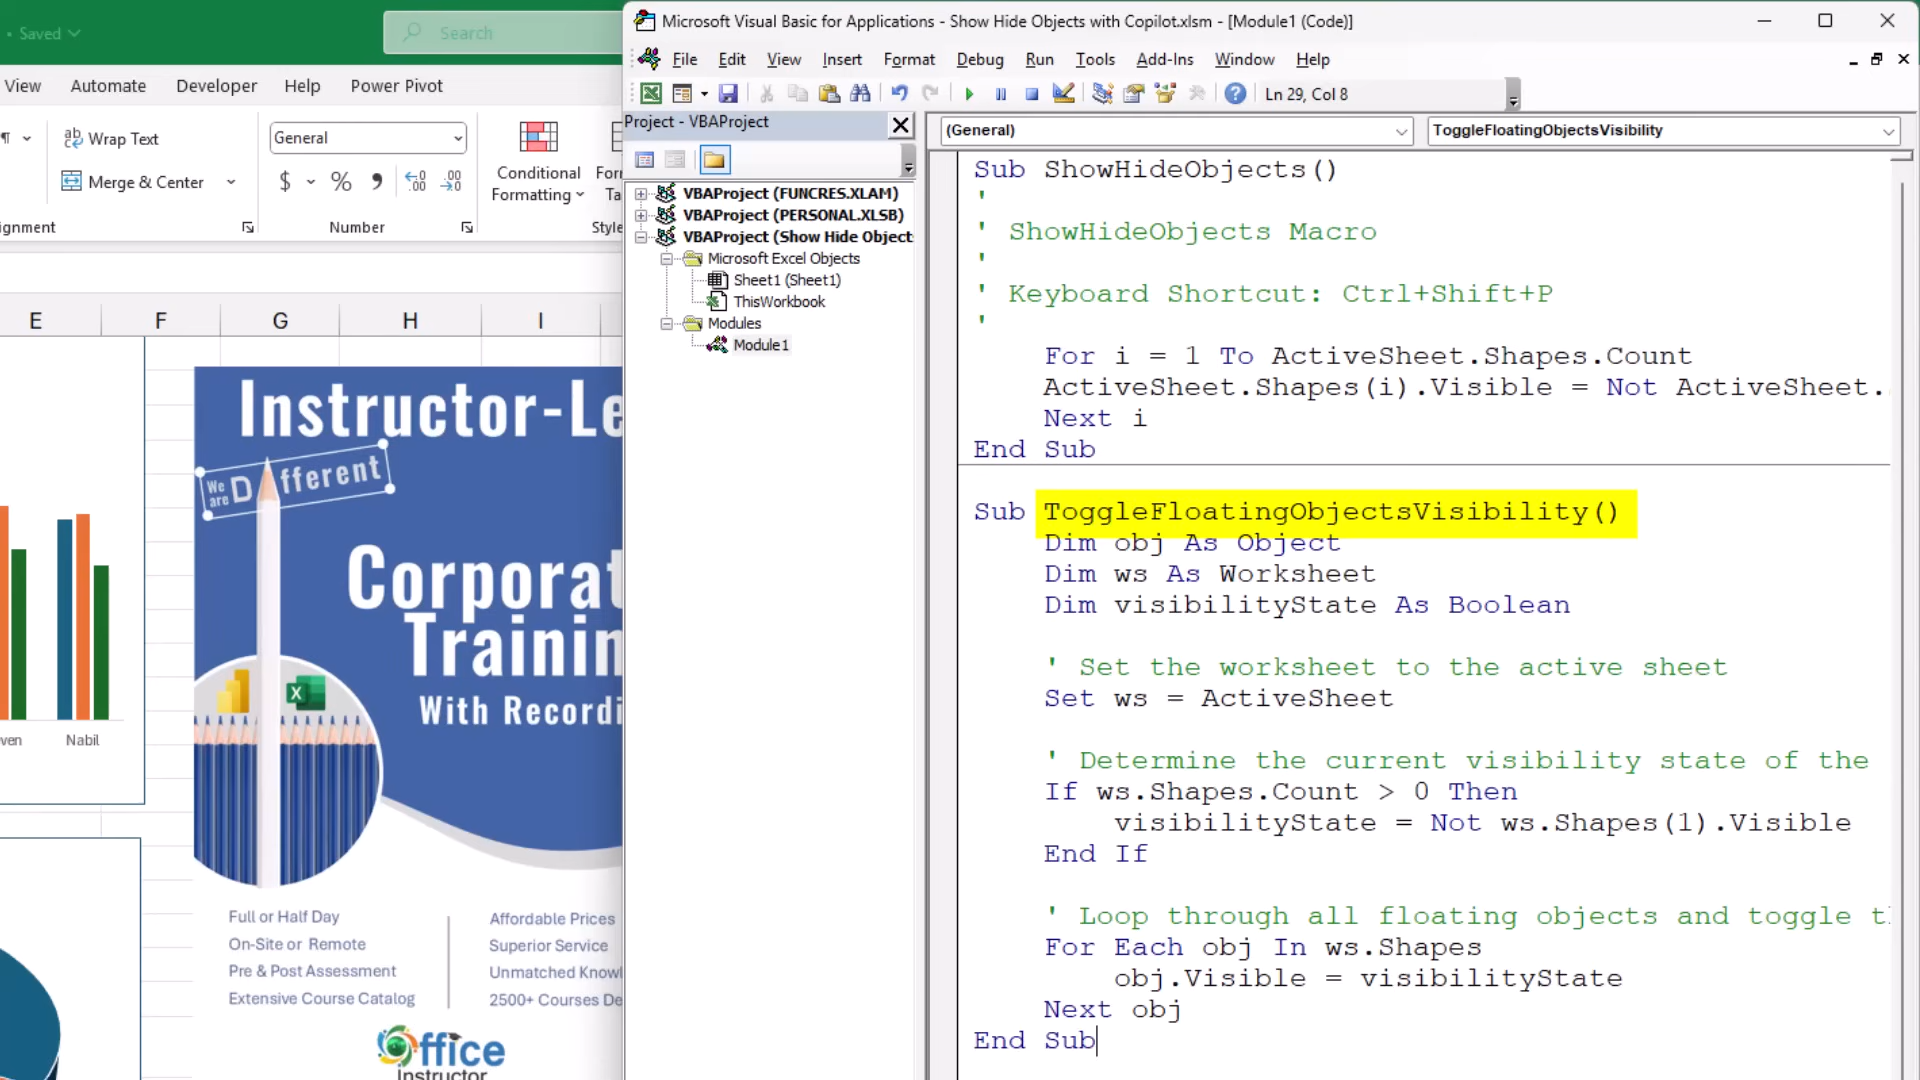 Saved
Search
View Automate Developer Help Power Pivot
Wrap Text
General
Merge & Center
$ % ,
Conditional
Formatting
Number
E F G H I
Instructor-Le
We are Different
Corporat
Trainin
With Recordi
Nabil
Full or Half Day
On-Site or Remote
Pre & Post Assessment
Extensive Course Catalog
Affordable Prices
Superior Service
Unmatched Knowl
2500+ Courses De
Office
Instructor
Microsoft Visual Basic for Applications - Show Hide Objects with Copilot.xlsm - [Module1 (Code)]
File Edit View Insert Format Debug Run Tools Add-Ins Window Help
Ln 29, Col 8
Project - VBAProject
VBAProject (FUNCRES.XLAM)
VBAProject (PERSONAL.XLSB)
VBAProject (Show Hide Object
Microsoft Excel Objects
Sheet1 (Sheet1)
ThisWorkbook
Modules
Module1
(General)
ToggleFloatingObjectsVisibility
Sub ShowHideObjects()
'
' ShowHideObjects Macro
'
' Keyboard Shortcut: Ctrl+Shift+P
'
For i = 1 To ActiveSheet.Shapes.Count
ActiveSheet.Shapes(i).Visible = Not ActiveSheet.
Next i
End Sub
Sub ToggleFloatingObjectsVisibility()
Dim obj As Object
Dim ws As Worksheet
Dim visibilityState As Boolean
' Set the worksheet to the active sheet
Set ws = ActiveSheet
' Determine the current visibility state of the
If ws.Shapes.Count > 0 Then
visibilityState = Not ws.Shapes(1).Visible
End If
' Loop through all floating objects and toggle t
For Each obj In ws.Shapes
obj.Visible = visibilityState
Next obj
End Sub